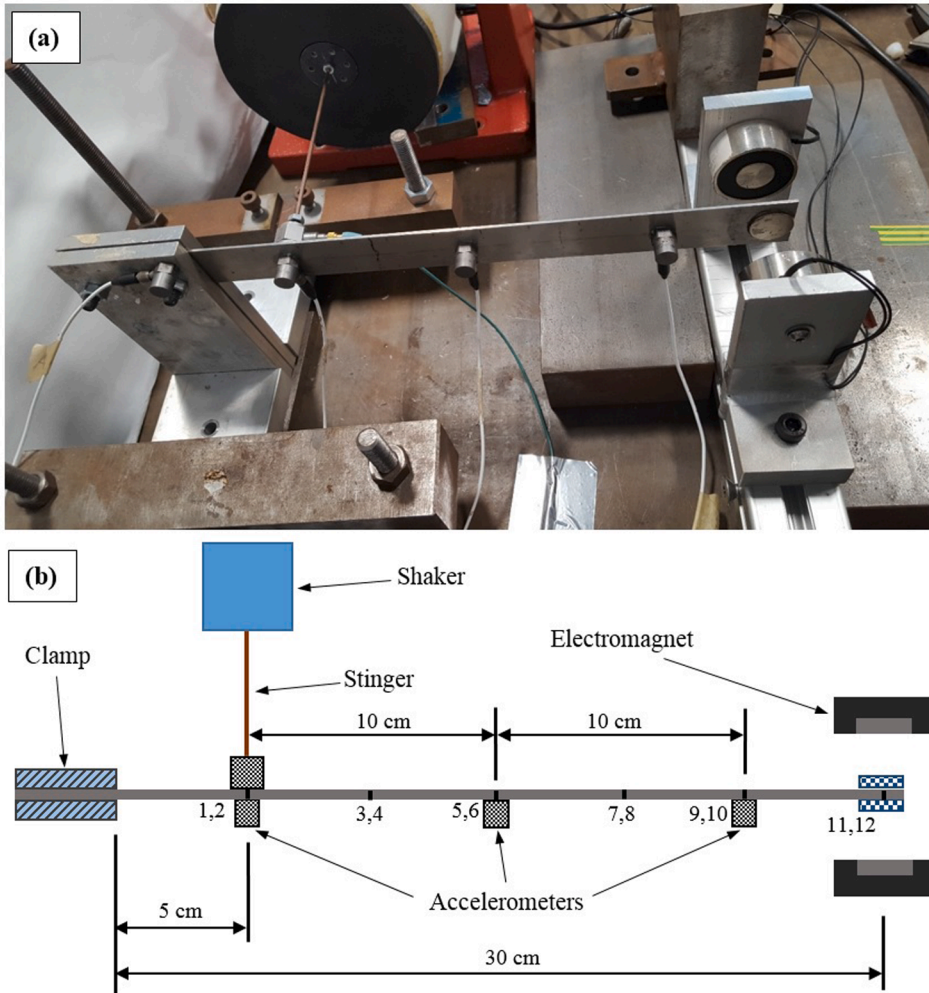 (a)
(b)
Shaker
Electromagnet
Clamp
Stinger
10 cm
10 cm
1,2
3,4
5,6
7,8
9,10
11,12
Accelerometers
5 cm
30 cm